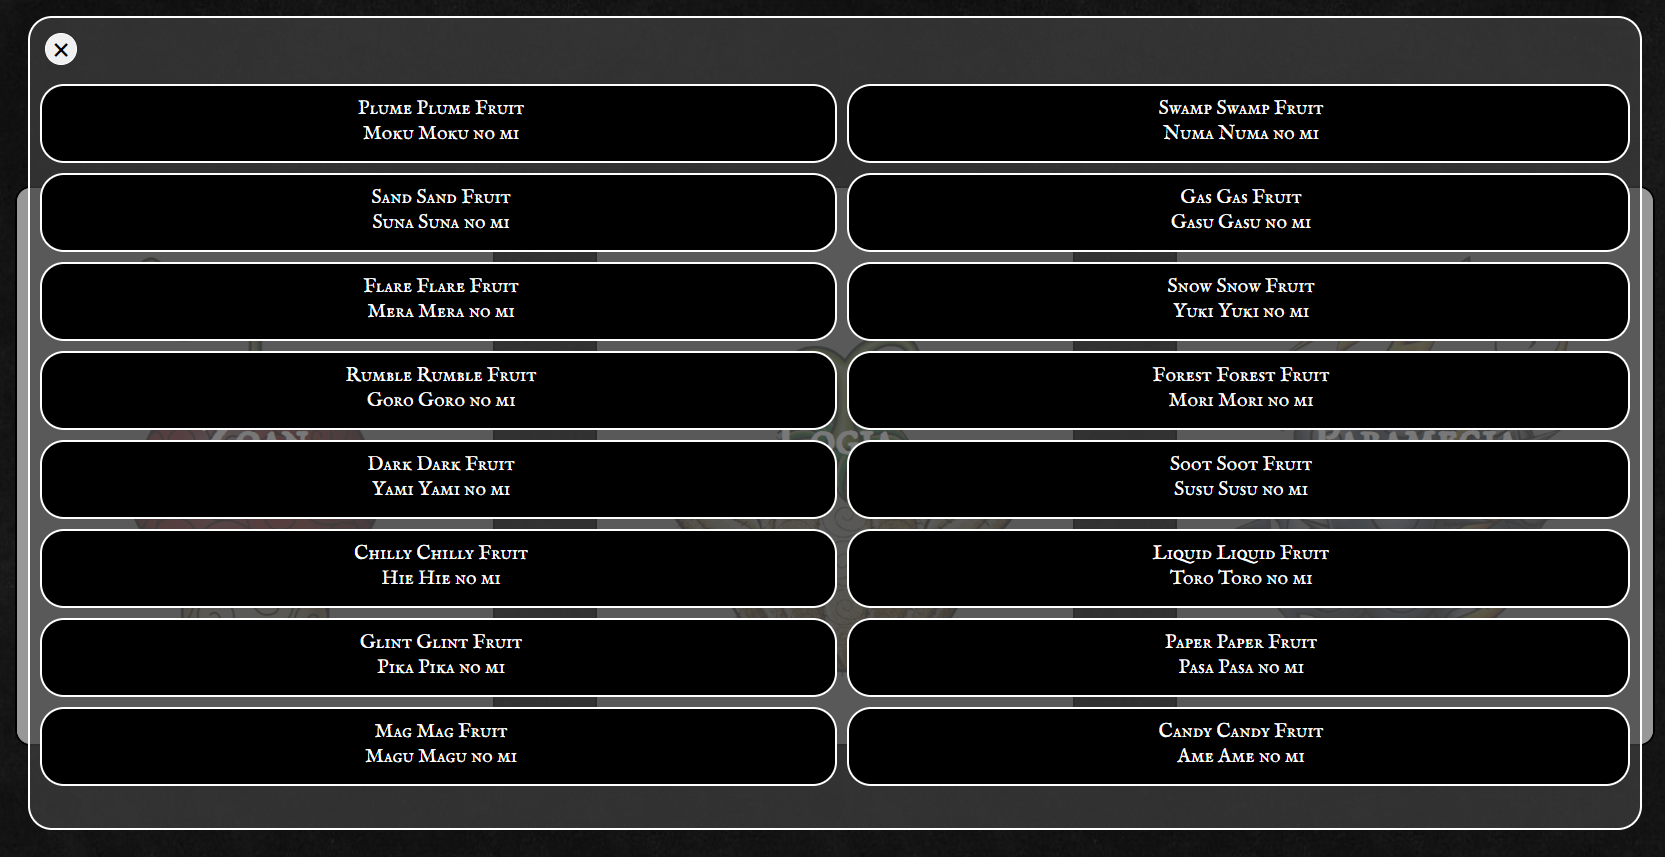 Plume Plume Fruit
Moku Moku no mi
Swamp Swamp Fruit
Numa Numa no mi
Sand Sand Fruit
Suna Suna no mi
Gas Gas Fruit
Gasu Gasu no mi
Flare Flare Fruit
Mera Mera no mi
Snow Snow Fruit
Yuki Yuki no mi
Rumble Rumble Fruit
Goro Goro no mi
Forest Forest Fruit
Mori Mori no mi
Zoan
Logia
Paramecia
Dark Dark Fruit
Yami Yami no mi
Soot Soot Fruit
Susu Susu no mi
Chilly Chilly Fruit
Hie Hie no mi
Liquid Liquid Fruit
Toro Toro no mi
Glint Glint Fruit
Pika Pika no mi
Paper Paper Fruit
Pasa Pasa no mi
Mag Mag Fruit
Magu Magu no mi
Candy Candy Fruit
Ame Ame no mi